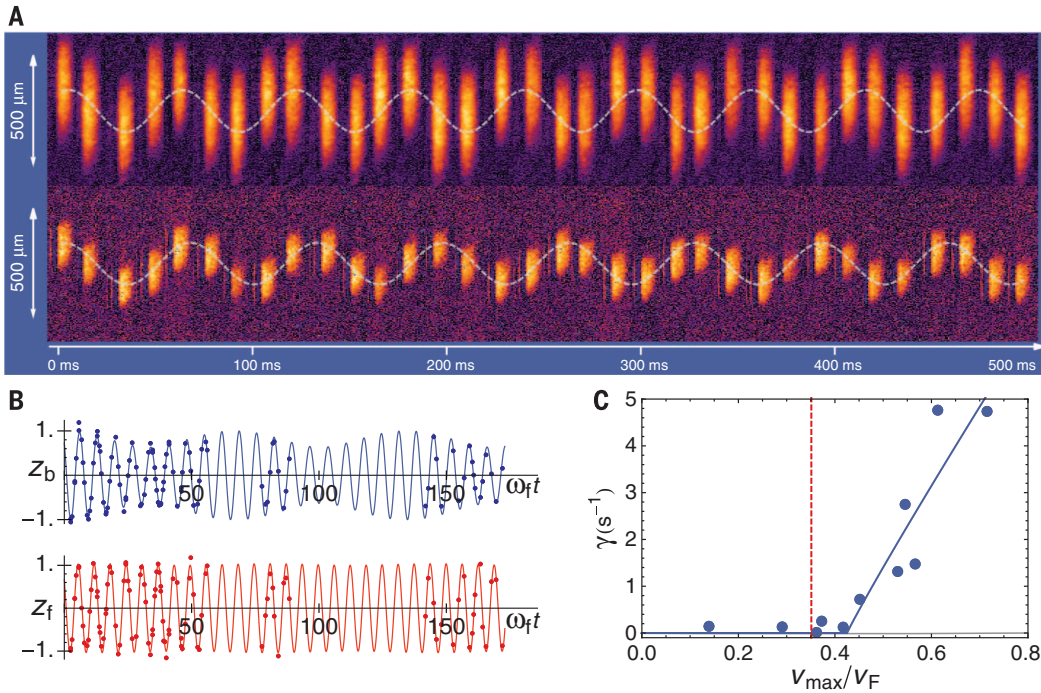 A
500 μm
500 μm
0 ms 100 ms 200 ms 300 ms 400 ms 500 ms
B
1.
z_b
50 100 150
ω_f t
-1.
1.
z_f
50 100 150
ω_f t
-1.
C
5
4
3
2
1
0
γ(s⁻¹)
0.0 0.2 0.4 0.6 0.8
v_max/v_F